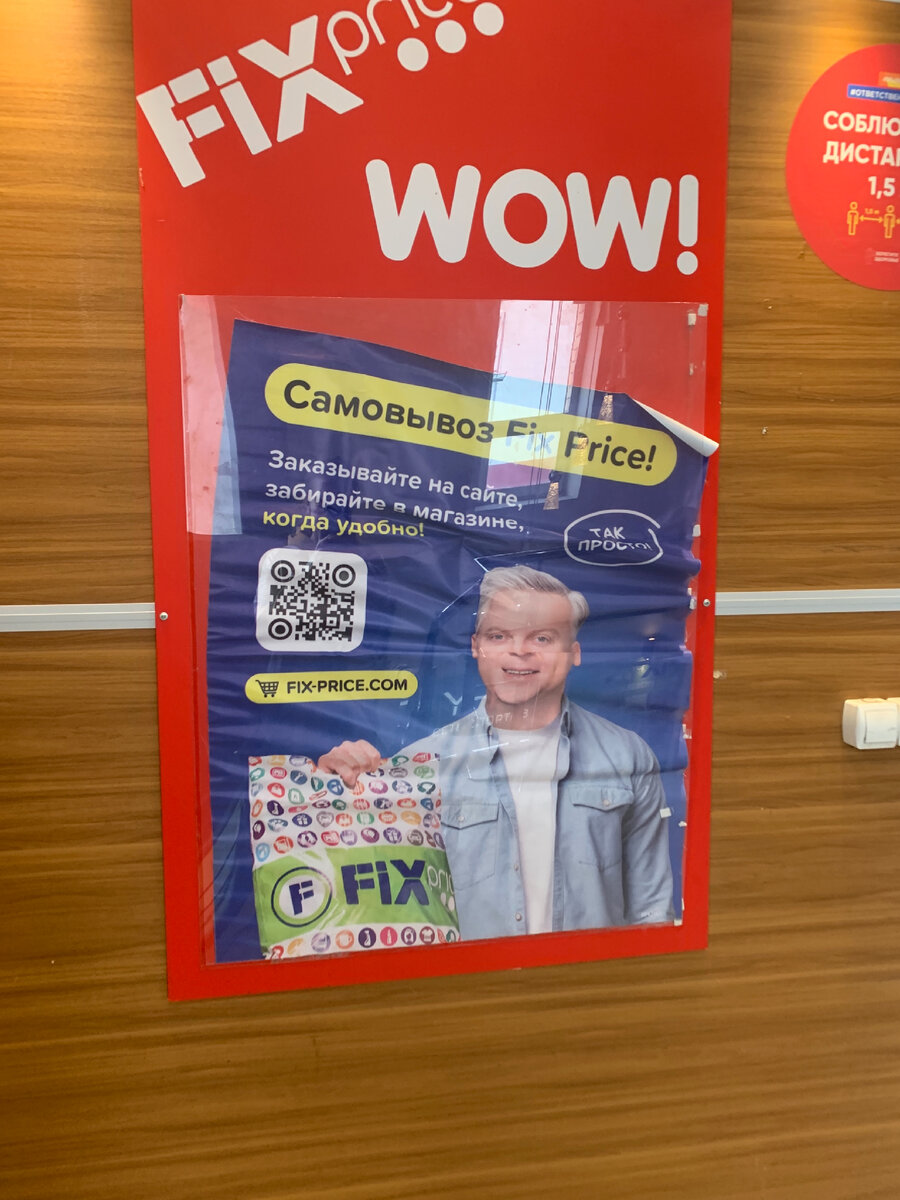 FIX price
WOW!
Самовывоз Fix Price!
Заказывайте на сайте,
забирайте в магазине,
когда удобно!
ТАК
ПРОСТО!
FIX-PRICE.COM
F FIX
#ОТВЕТСТВЕ
СОБЛЮ
ДИСТА
1,5